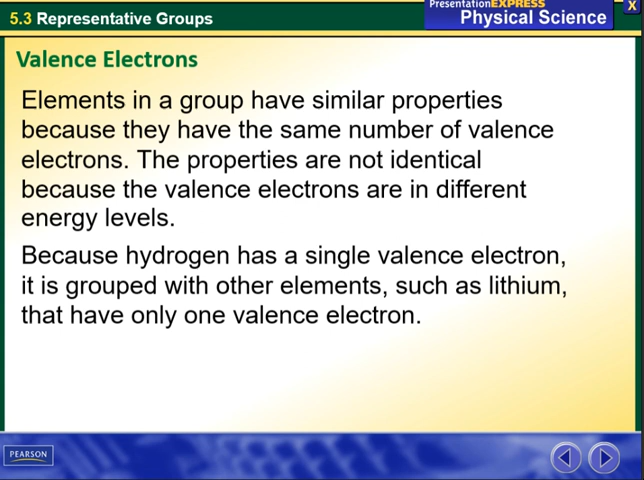 5.3 Representative Groups
PresentationEXPRESS
Physical Science
X
Valence Electrons
Elements in a group have similar properties
because they have the same number of valence
electrons. The properties are not identical
because the valence electrons are in different
energy levels.
Because hydrogen has a single valence electron,
it is grouped with other elements, such as lithium,
that have only one valence electron.
PEARSON